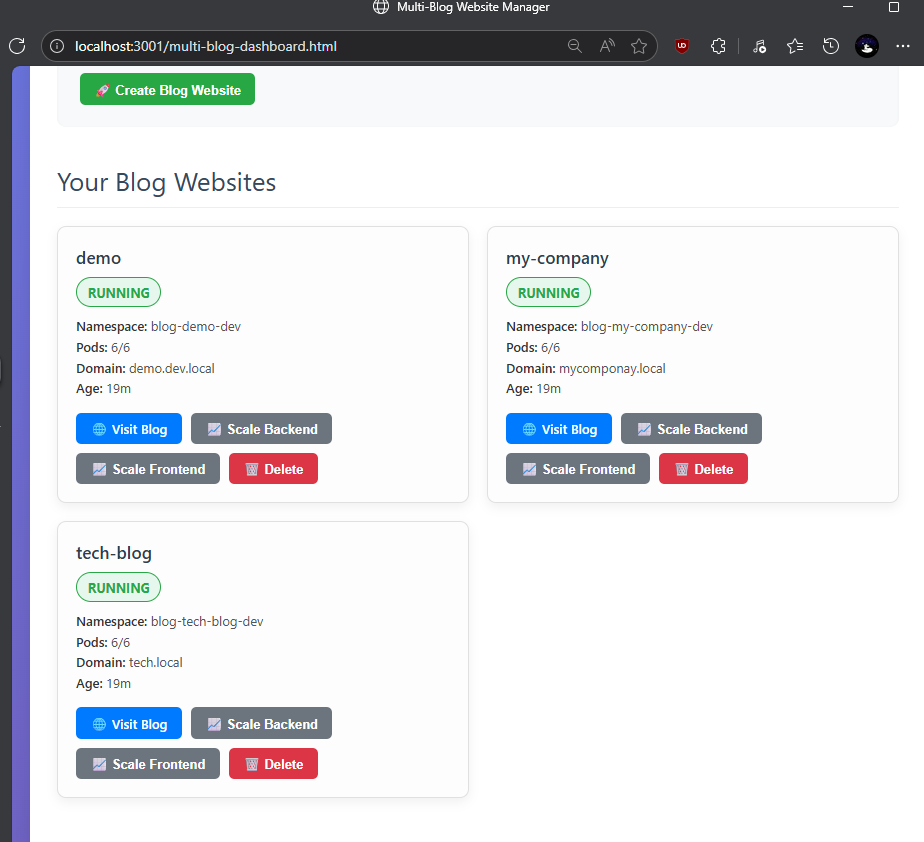 Multi-Blog Website Manager
localhost:3001/multi-blog-dashboard.html
🚀 Create Blog Website
Your Blog Websites
demo
RUNNING
Namespace: blog-demo-dev
Pods: 6/6
Domain: demo.dev.local
Age: 19m
🌐 Visit Blog
📈 Scale Backend
📈 Scale Frontend
🗑️ Delete
my-company
RUNNING
Namespace: blog-my-company-dev
Pods: 6/6
Domain: mycomponay.local
Age: 19m
🌐 Visit Blog
📈 Scale Backend
📈 Scale Frontend
🗑️ Delete
tech-blog
RUNNING
Namespace: blog-tech-blog-dev
Pods: 6/6
Domain: tech.local
Age: 19m
🌐 Visit Blog
📈 Scale Backend
📈 Scale Frontend
🗑️ Delete